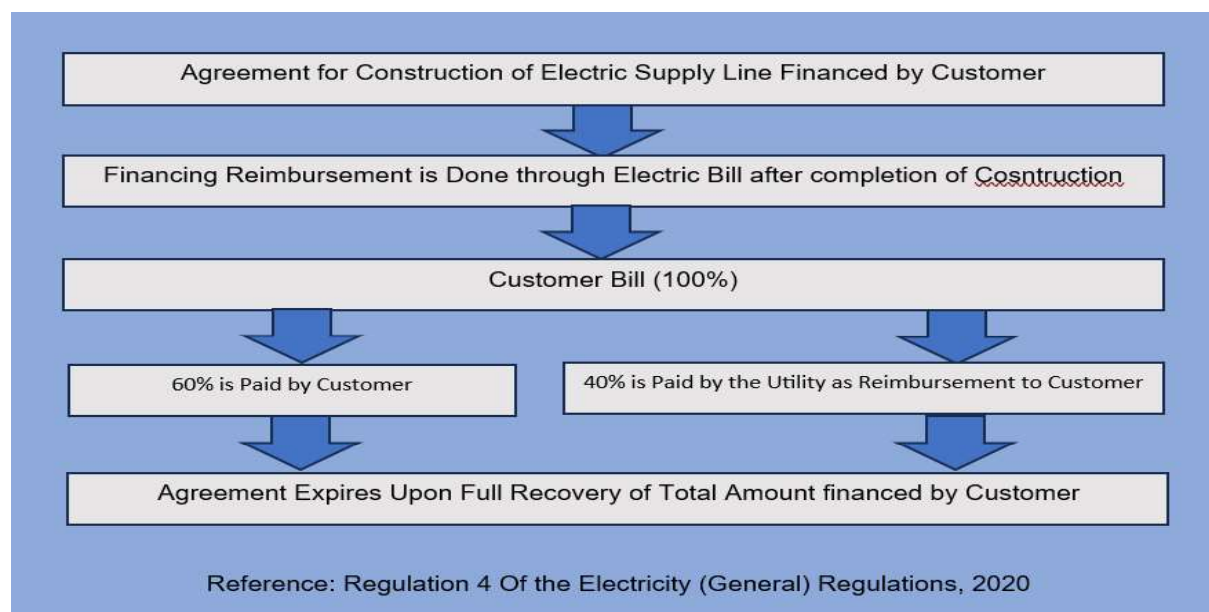 Agreement for Construction of Electric Supply Line Financed by Customer
Financing Reimbursement is Done through Electric Bill after completion of Cosntruction
Customer Bill (100%)
60% is Paid by Customer
40% is Paid by the Utility as Reimbursement to Customer
Agreement Expires Upon Full Recovery of Total Amount financed by Customer
Reference: Regulation 4 Of the Electricity (General) Regulations, 2020